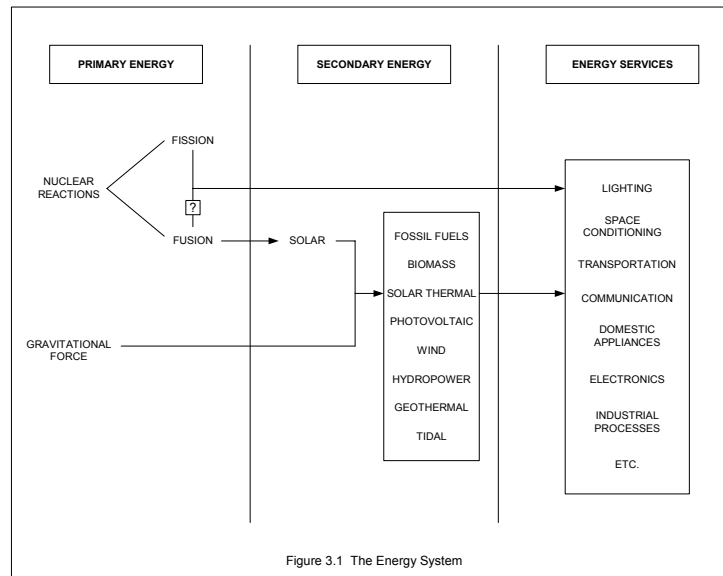 PRIMARY ENERGY
SECONDARY ENERGY
ENERGY SERVICES
FISSION
NUCLEAR
REACTIONS
?
FUSION
SOLAR
GRAVITATIONAL
FORCE
FOSSIL FUELS
BIOMASS
SOLAR THERMAL
PHOTOVOLTAIC
WIND
HYDROPOWER
GEOTHERMAL
TIDAL
LIGHTING
SPACE
CONDITIONING
TRANSPORTATION
COMMUNICATION
DOMESTIC
APPLIANCES
ELECTRONICS
INDUSTRIAL
PROCESSES
ETC.
Figure 3.1 The Energy System